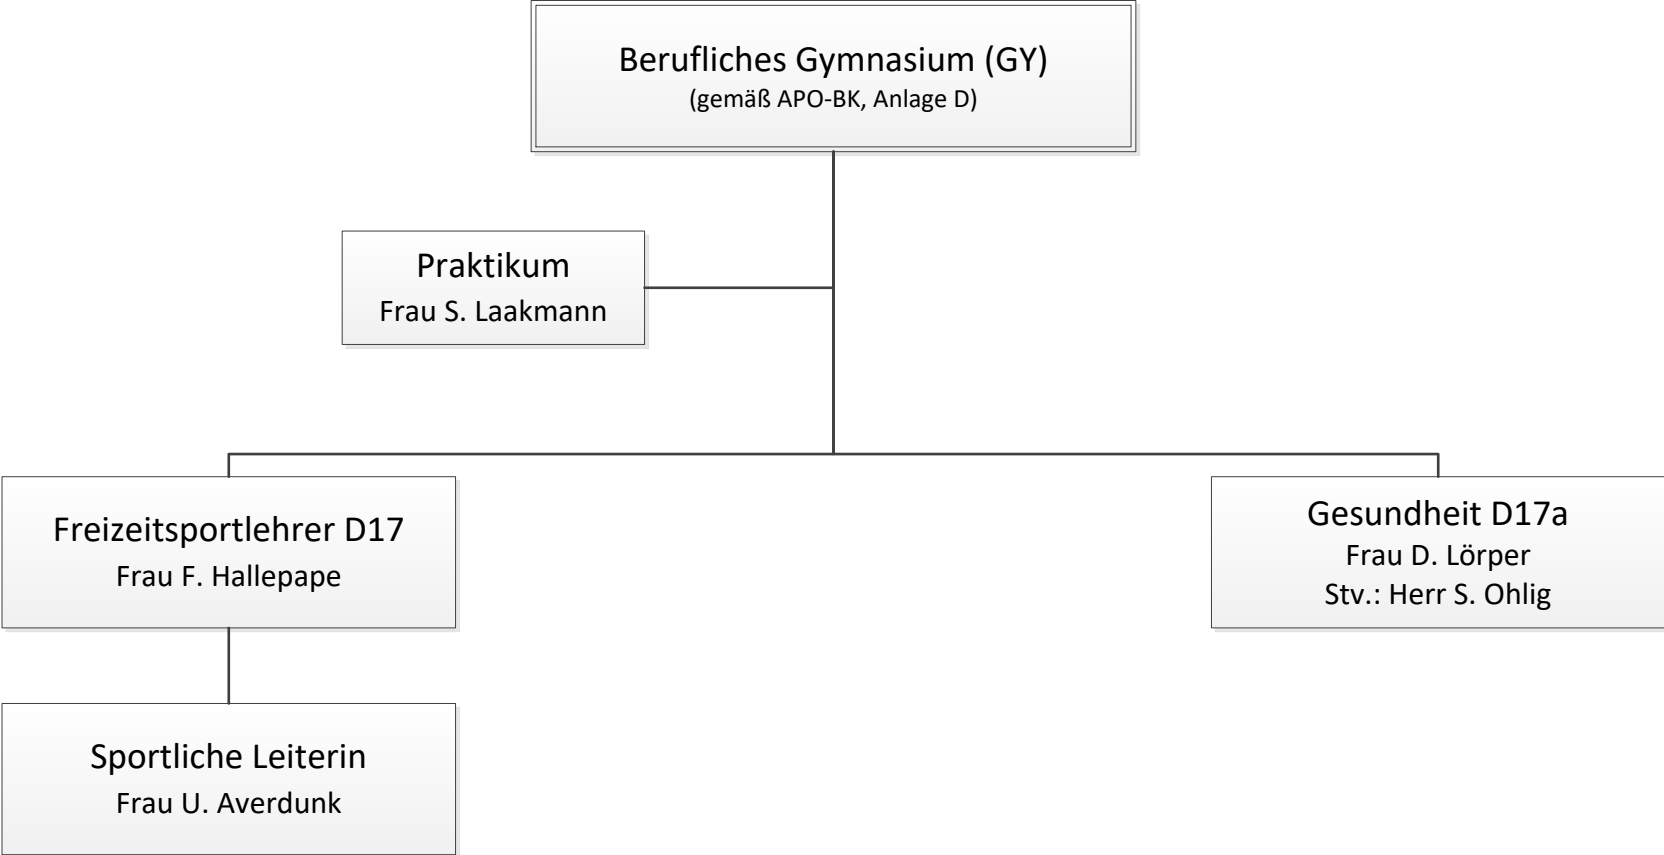 Berufliches Gymnasium (GY)
(gemäß APO-BK, Anlage D)
Praktikum
Frau S. Laakmann
Freizeitsportlehrer D17
Frau F. Hallepape
Gesundheit D17a
Frau D. Lörper
Stv.: Herr S. Ohlig
Sportliche Leiterin
Frau U. Averdunk